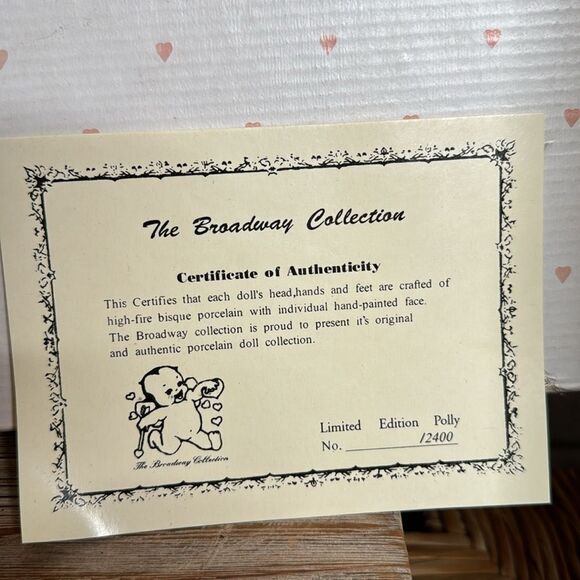 The Broadway Collection
Certificate of Authenticity
This Certifies that each doll's head,hands and feet are crafted of
high-fire bisque porcelain with individual hand-painted face.
The Broadway collection is proud to present it's original
and authentic porcelain doll collection.
The Broadway Collection
Limited Edition Polly
No. /2400